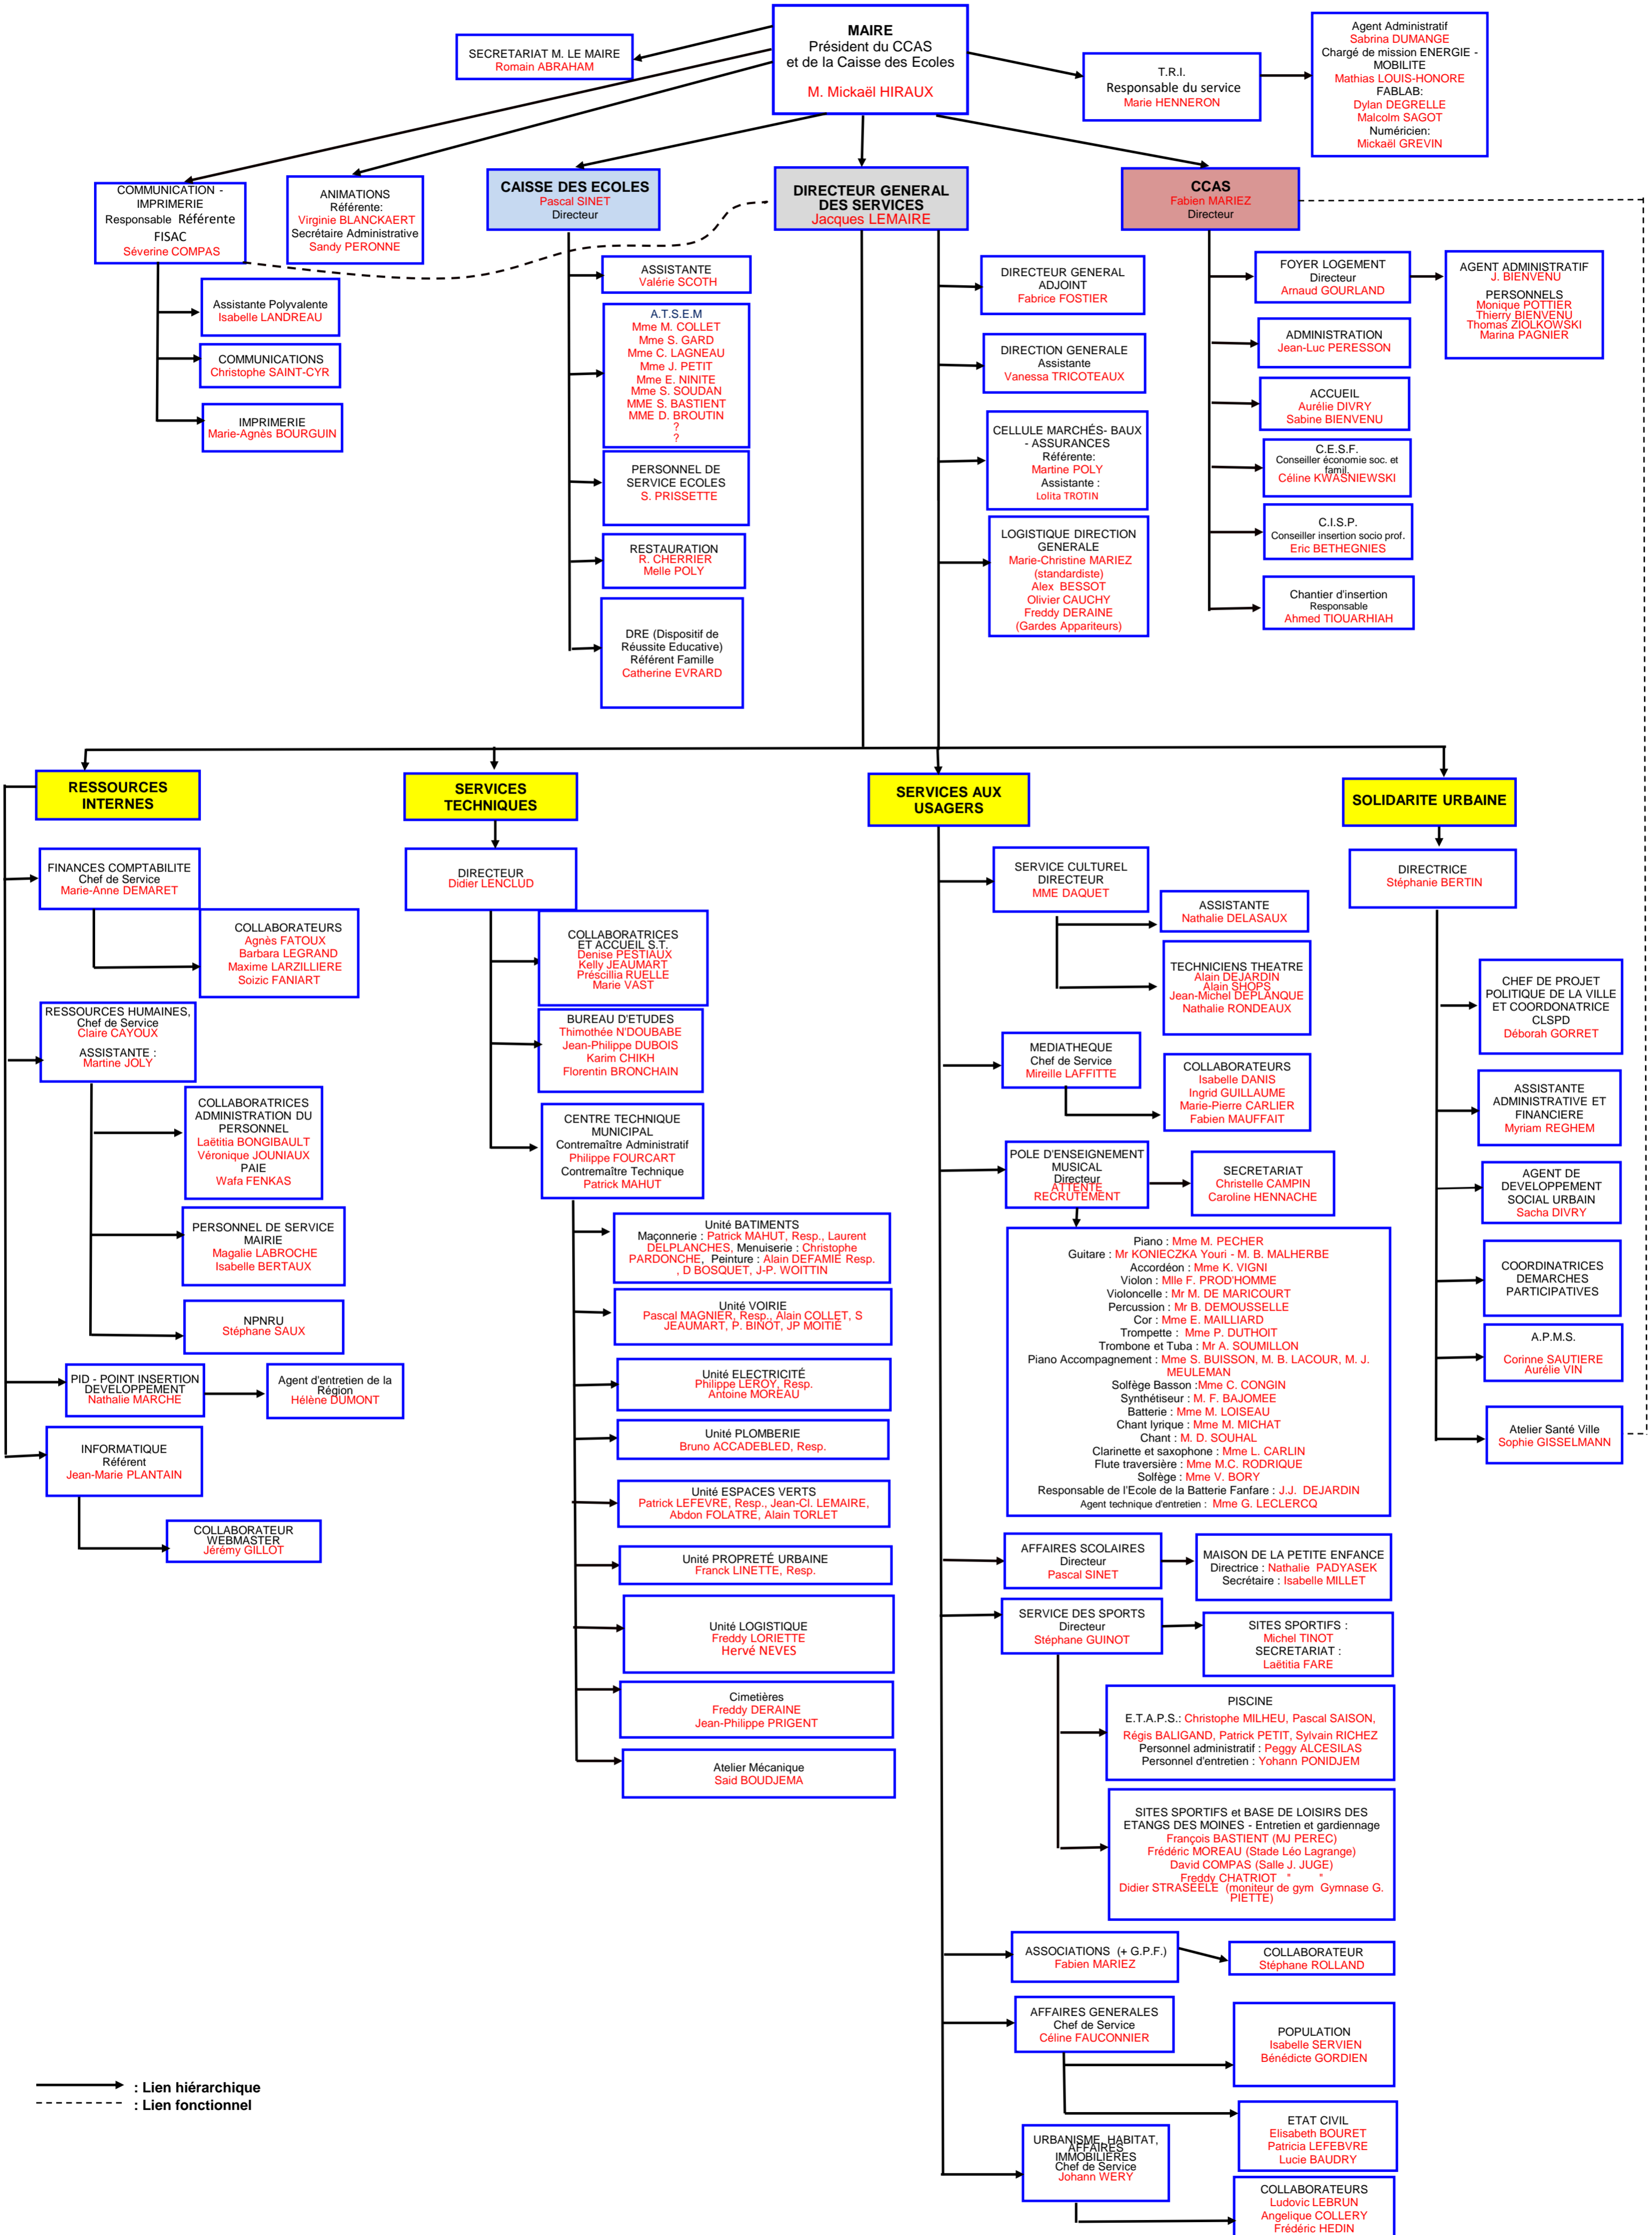 MAIRE
Président du CCAS
et de la Caisse des Ecoles
M. Mickaël HIRAUX
SECRETARIAT M. LE MAIRE
Romain ABRAHAM
T.R.I.
Responsable du service
Marie HENNERON
Agent Administratif
Sabrina DUMANGE
Chargé de mission ENERGIE -
MOBILITE
Mathias LOUIS-HONORE
FABLAB:
Dylan DEGRELLE
Malcolm SAGOT
Numéricien:
Mickaël GREVIN
COMMUNICATION -
IMPRIMERIE
Responsable Référente
FISAC
Séverine COMPAS
ANIMATIONS
Référente:
Virginie BLANCKAERT
Secrétaire Administrative
Sandy PERONNE
CAISSE DES ECOLES
Pascal SINET
Directeur
DIRECTEUR GENERAL
DES SERVICES
Jacques LEMAIRE
CCAS
Fabien MARIEZ
Directeur
Assistante Polyvalente
Isabelle LANDREAU
COMMUNICATIONS
Christophe SAINT-CYR
IMPRIMERIE
Marie-Agnès BOURGUIN
ASSISTANTE
Valérie SCOTH
A.T.S.E.M
Mme M. COLLET
Mme S. GARD
Mme C. LAGNEAU
Mme J. PETIT
Mme E. NINITE
Mme S. SOUDAN
MME S. BASTIENT
MME D. BROUTIN
?
?
PERSONNEL DE
SERVICE ECOLES
S. PRISSETTE
RESTAURATION
R. CHERRIER
Melle POLY
DRE (Dispositif de
Réussite Educative)
Référent Famille
Catherine EVRARD
DIRECTEUR GENERAL
ADJOINT
Fabrice FOSTIER
DIRECTION GENERALE
Assistante
Vanessa TRICOTEAUX
CELLULE MARCHÉS- BAUX
- ASSURANCES
Référente:
Martine POLY
Assistante :
Lolita TROTIN
LOGISTIQUE DIRECTION
GENERALE
Marie-Christine MARIEZ
(standardiste)
Alex BESSOT
Olivier CAUCHY
Freddy DERAINE
(Gardes Appariteurs)
FOYER LOGEMENT
Directeur
Arnaud GOURLAND
AGENT ADMINISTRATIF
J. BIENVENU
PERSONNELS
Monique POTTIER
Thierry BIENVENU
Thomas ZIOLKOWSKI
Marina PAGNIER
ADMINISTRATION
Jean-Luc PERESSON
ACCUEIL
Aurélie DIVRY
Sabine BIENVENU
C.E.S.F.
Conseiller économie soc. et
famil.
Céline KWASNIEWSKI
C.I.S.P.
Conseiller insertion socio prof.
Eric BETHEGNIES
Chantier d'insertion
Responsable
Ahmed TIOUARHIAH
RESSOURCES
INTERNES
SERVICES
TECHNIQUES
SERVICES AUX
USAGERS
SOLIDARITE URBAINE
FINANCES COMPTABILITE
Chef de Service
Marie-Anne DEMARET
COLLABORATEURS
Agnès FATOUX
Barbara LEGRAND
Maxime LARZILLIERE
Soizic FANIART
RESSOURCES HUMAINES,
Chef de Service
Claire CAYOUX
ASSISTANTE :
Martine JOLY
COLLABORATRICES
ADMINISTRATION DU
PERSONNEL
Laëtitia BONGIBAULT
Véronique JOUNIAUX
PAIE
Wafa FENKAS
PERSONNEL DE SERVICE
MAIRIE
Magalie LABROCHE
Isabelle BERTAUX
NPNRU
Stéphane SAUX
PID - POINT INSERTION
DEVELOPPEMENT
Nathalie MARCHE
Agent d'entretien de la
Région
Hélène DUMONT
INFORMATIQUE
Référent
Jean-Marie PLANTAIN
COLLABORATEUR
WEBMASTER
Jérémy GILLOT
DIRECTEUR
Didier LENCLUD
COLLABORATRICES
ET ACCUEIL S.T.
Denise PESTIAUX
Kelly JEAUMART
Préscillia RUELLE
Marie VAST
BUREAU D'ETUDES
Thimothée N'DOUBABE
Jean-Philippe DUBOIS
Karim CHIKH
Florentin BRONCHAIN
CENTRE TECHNIQUE
MUNICIPAL
Contremaître Administratif
Philippe FOURCART
Contremaître Technique
Patrick MAHUT
Unité BATIMENTS
Maçonnerie : Patrick MAHUT, Resp., Laurent
DELPLANCHES, Menuiserie : Christophe
PARDONCHE, Peinture : Alain DEFAMIE Resp.
, D BOSQUET, J-P. WOITTIN
Unité VOIRIE
Pascal MAGNIER, Resp., Alain COLLET, S
JEAUMART, P. BINOT, JP MOITIE
Unité ELECTRICITÉ
Philippe LEROY, Resp.
Antoine MOREAU
Unité PLOMBERIE
Bruno ACCADEBLED, Resp.
Unité ESPACES VERTS
Patrick LEFEVRE, Resp., Jean-Cl. LEMAIRE,
Abdon FOLATRE, Alain TORLET
Unité PROPRETÉ URBAINE
Franck LINETTE, Resp.
Unité LOGISTIQUE
Freddy LORIETTE
Hervé NEVES
Cimetières
Freddy DERAINE
Jean-Philippe PRIGENT
Atelier Mécanique
Said BOUDJEMA
SERVICE CULTUREL
DIRECTEUR
MME DAQUET
ASSISTANTE
Nathalie DELASAUX
TECHNICIENS THEATRE
Alain DEJARDIN
Alain SHOPS
Jean-Michel DEPLANQUE
Nathalie RONDEAUX
MEDIATHEQUE
Chef de Service
Mireille LAFFITTE
COLLABORATEURS
Isabelle DANIS
Ingrid GUILLAUME
Marie-Pierre CARLIER
Fabien MAUFFAIT
POLE D'ENSEIGNEMENT
MUSICAL
Directeur
ATTENTE
RECRUTEMENT
SECRETARIAT
Christelle CAMPIN
Caroline HENNACHE
Piano : Mme M. PECHER
Guitare : Mr KONIECZKA Youri - M. B. MALHERBE
Accordéon : Mme K. VIGNI
Violon : Mlle F. PROD'HOMME
Violoncelle : Mr M. DE MARICOURT
Percussion : Mr B. DEMOUSSELLE
Cor : Mme E. MAILLIARD
Trompette : Mme P. DUTHOIT
Trombone et Tuba : Mr A. SOUMILLON
Piano Accompagnement : Mme S. BUISSON, M. B. LACOUR, M. J.
MEULEMAN
Solfège Basson :Mme C. CONGIN
Synthétiseur : M. F. BAJOMEE
Batterie : Mme M. LOISEAU
Chant lyrique : Mme M. MICHAT
Chant : M. D. SOUHAL
Clarinette et saxophone : Mme L. CARLIN
Flute traversière : Mme M.C. RODRIQUE
Solfège : Mme V. BORY
Responsable de l'Ecole de la Batterie Fanfare : J.J. DEJARDIN
Agent technique d'entretien : Mme G. LECLERCQ
AFFAIRES SCOLAIRES
Directeur
Pascal SINET
MAISON DE LA PETITE ENFANCE
Directrice : Nathalie PADYASEK
Secrétaire : Isabelle MILLET
SERVICE DES SPORTS
Directeur
Stéphane GUINOT
SITES SPORTIFS :
Michel TINOT
SECRETARIAT :
Laëtitia FARE
PISCINE
E.T.A.P.S.: Christophe MILHEU, Pascal SAISON,
Régis BALIGAND, Patrick PETIT, Sylvain RICHEZ
Personnel administratif : Peggy ALCESILAS
Personnel d'entretien : Yohann PONIDJEM
SITES SPORTIFS et BASE DE LOISIRS DES
ETANGS DES MOINES - Entretien et gardiennage
François BASTIENT (MJ PEREC)
Frédéric MOREAU (Stade Léo Lagrange)
David COMPAS (Salle J. JUGE)
Freddy CHATRIOT " "
Didier STRASEELE (moniteur de gym Gymnase G.
PIETTE)
ASSOCIATIONS (+ G.P.F.)
Fabien MARIEZ
COLLABORATEUR
Stéphane ROLLAND
AFFAIRES GENERALES
Chef de Service
Céline FAUCONNIER
POPULATION
Isabelle SERVIEN
Bénédicte GORDIEN
ETAT CIVIL
Elisabeth BOURET
Patricia LEFEBVRE
Lucie BAUDRY
URBANISME, HABITAT,
AFFAIRES
IMMOBILIÈRES
Chef de Service
Johann WERY
COLLABORATEURS
Ludovic LEBRUN
Angelique COLLERY
Frédéric HEDIN
DIRECTRICE
Stéphanie BERTIN
CHEF DE PROJET
POLITIQUE DE LA VILLE
ET COORDONATRICE
CLSPD
Déborah GORRET
ASSISTANTE
ADMINISTRATIVE ET
FINANCIERE
Myriam REGHEM
AGENT DE
DEVELOPPEMENT
SOCIAL URBAIN
Sacha DIVRY
COORDINATRICES
DEMARCHES
PARTICIPATIVES
A.P.M.S.
Corinne SAUTIERE
Aurélie VIN
Atelier Santé Ville
Sophie GISSELMANN
: Lien hiérarchique
: Lien fonctionnel